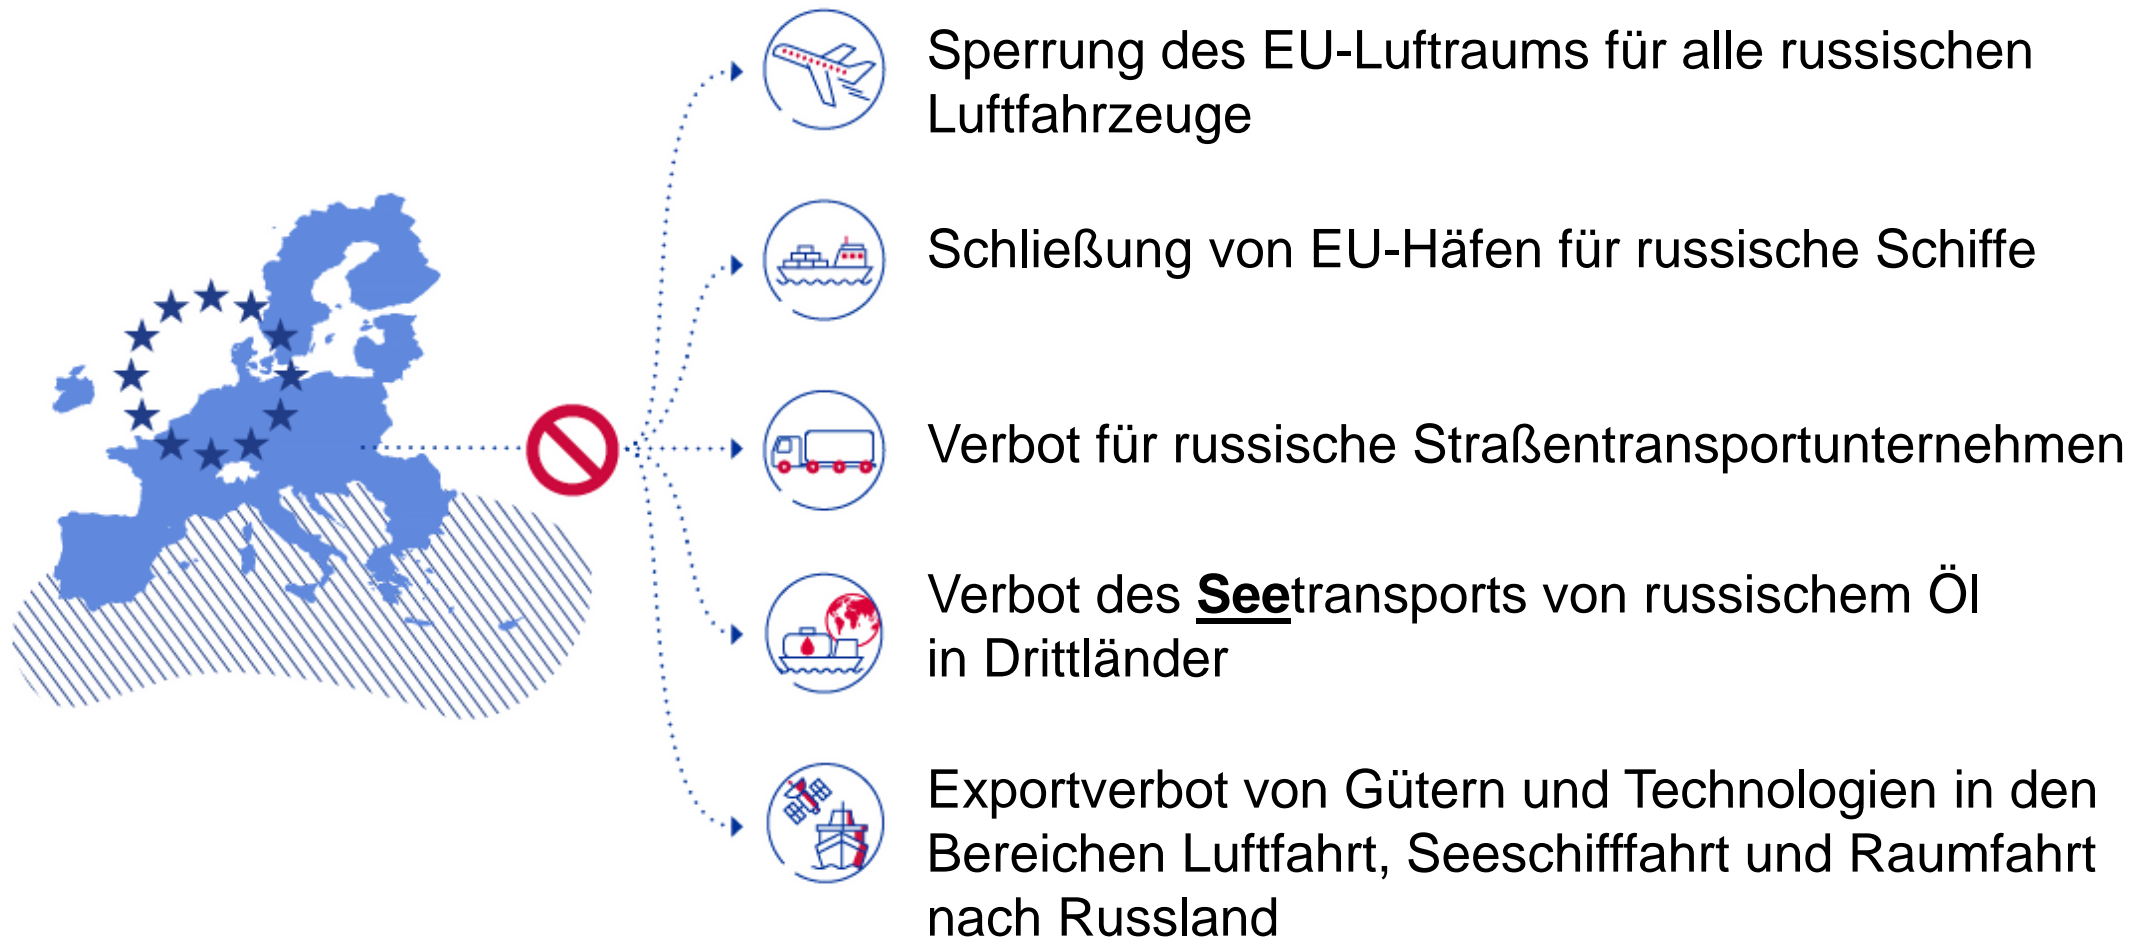 Sperrung des EU-Luftraums für alle russischen
Luftfahrzeuge
Schließung von EU-Häfen für russische Schiffe
Verbot für russische Straßentransportunternehmen
Verbot des Seetransports von russischem Öl
in Drittländer
Exportverbot von Gütern und Technologien in den
Bereichen Luftfahrt, Seeschiffffahrt und Raumfahrt
nach Russland